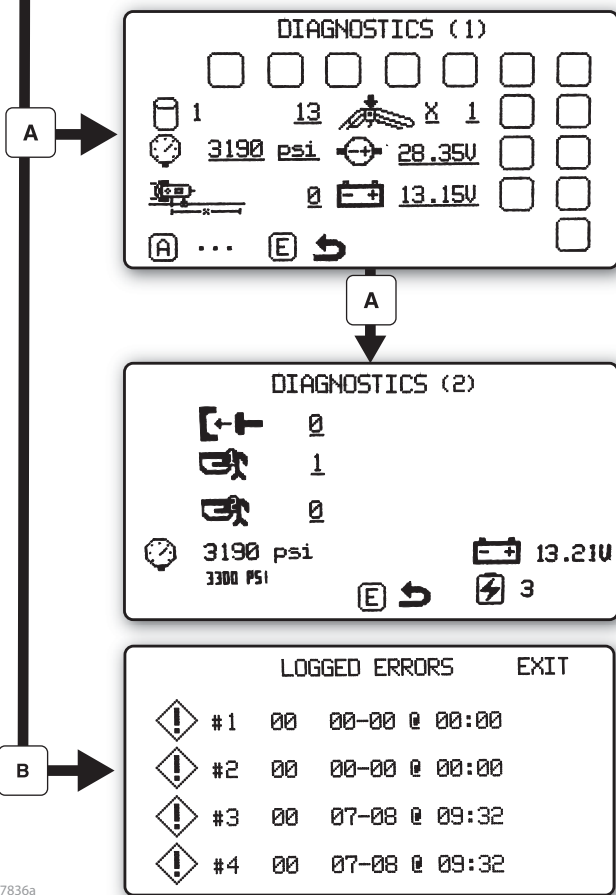 DIAGNOSTICS (1)
A
1 13 X 1
3190 psi 28.35V
x 0 - + 13.15V
A ... E
A
DIAGNOSTICS (2)
0
1
0
3190 psi - + 13.21V
3300 PSI
E 3
LOGGED ERRORS EXIT
#1 00 00-00 @ 00:00
#2 00 00-00 @ 00:00
B
#3 00 07-08 @ 09:32
#4 00 07-08 @ 09:32
7836a